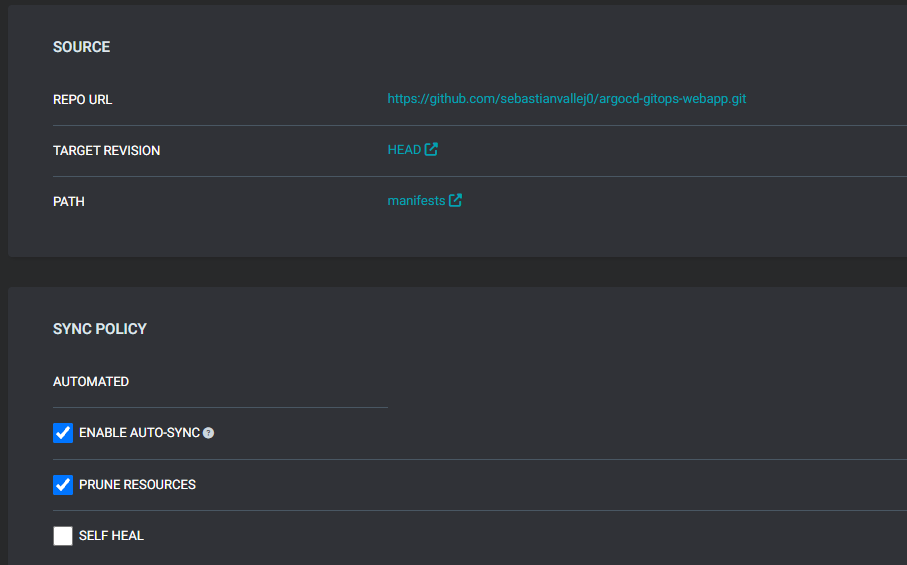 SOURCE
REPO URL https://github.com/sebastianvallej0/argocd-gitops-webapp.git
TARGET REVISION HEAD
PATH manifests
SYNC POLICY
AUTOMATED
ENABLE AUTO-SYNC ?
PRUNE RESOURCES
SELF HEAL